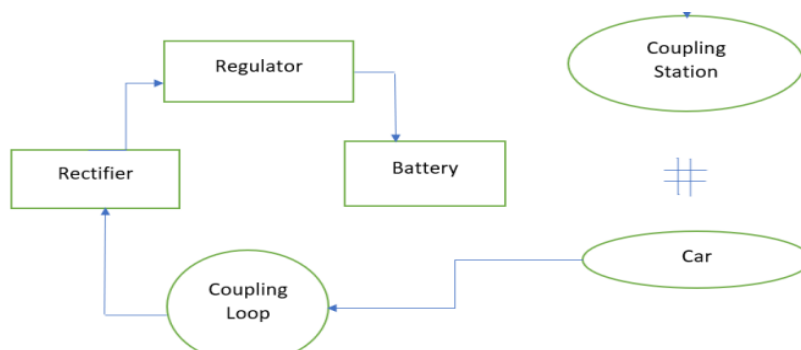 Regulator
Coupling
Station
Rectifier
Battery
Coupling
Loop
Car